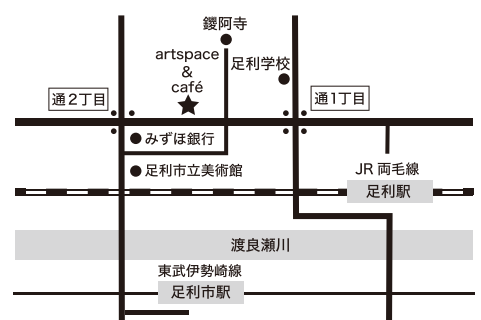 鑁阿寺
artspace
&
café
足利学校
通2丁目
通1丁目
みずほ銀行
足利市立美術館
JR 両毛線
足利駅
渡良瀬川
東武伊勢崎線
足利市駅